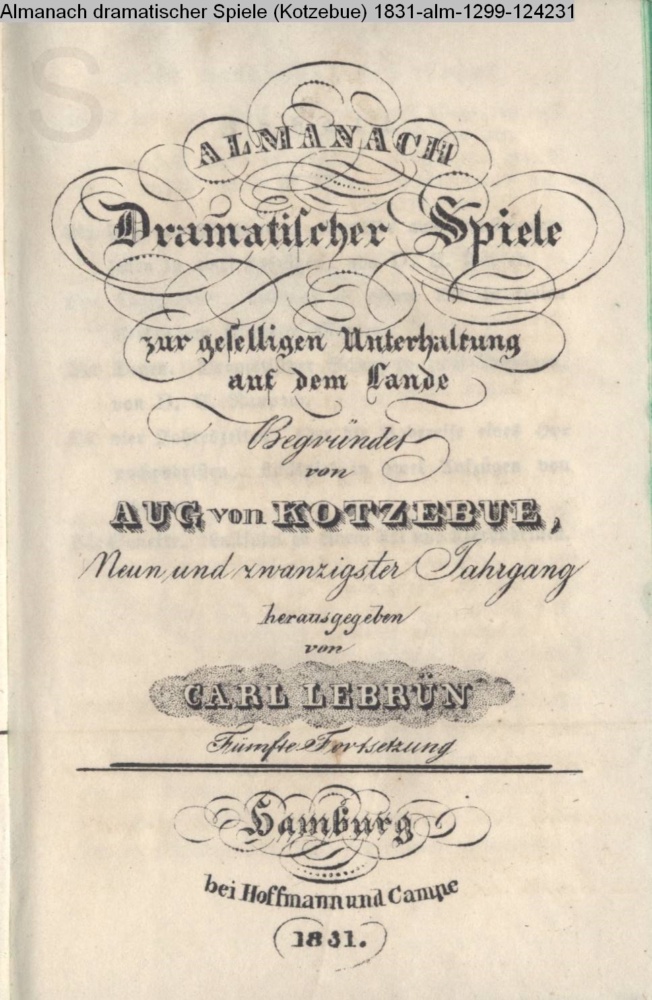 Almanach dramatischer Spiele (Kotzebue) 1831-alm-1299-124231
S
ALMANACH
Dramatiſcher Spiele
zur geſelligen Unterhaltung
auf dem Lande
Begründet
von
AUG. von KOTZEBUE,
Neun und zwanzigster Jahrgang
herausgegeben
von
CARL LEBRÜN
Fünfte Fortsetzung
Hamburg
bei Hoffmann und Campe
1831.